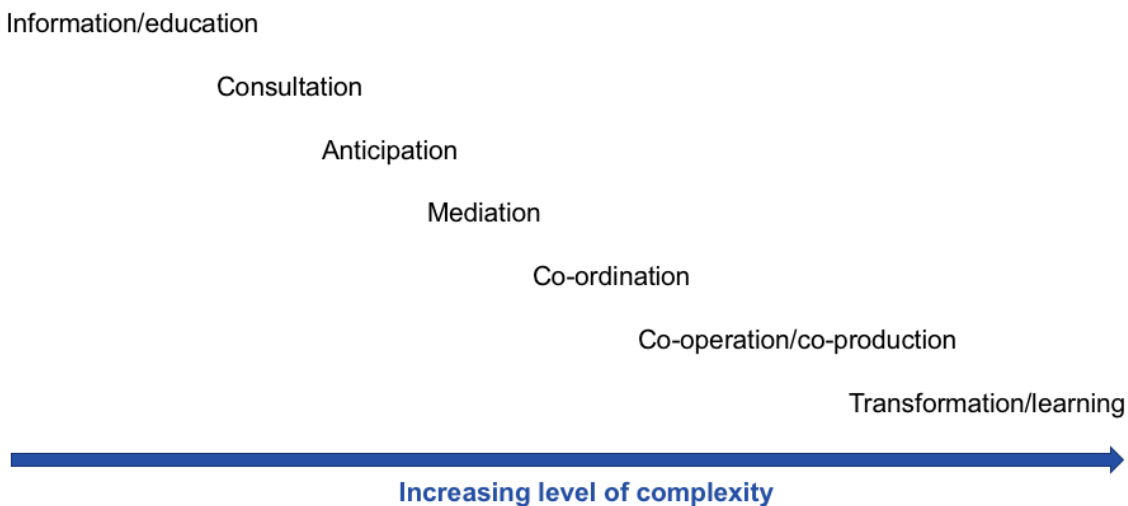 Information/education
Consultation
Anticipation
Mediation
Co-ordination
Co-operation/co-production
Transformation/learning
Increasing level of complexity